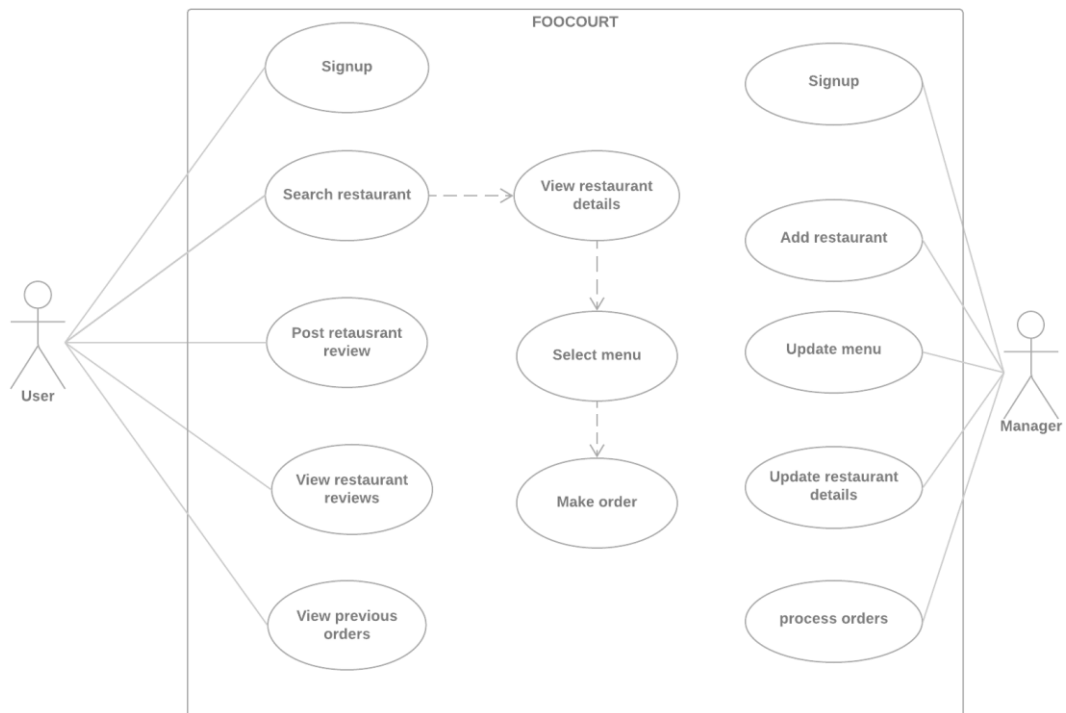 FOOCOURT
Signup
Signup
Search restaurant
View restaurant
details
Add restaurant
Post retausrant
review
Select menu
Update menu
User
Manager
View restaurant
reviews
Make order
Update restaurant
details
View previous
orders
process orders